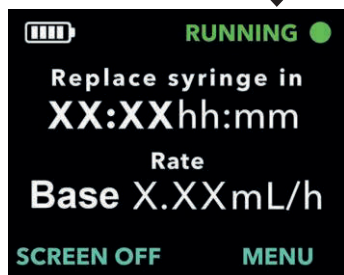 RUNNING
Replace syringe in
XX:XXhh:mm
Rate
Base X.XXmL/h
SCREEN OFF MENU